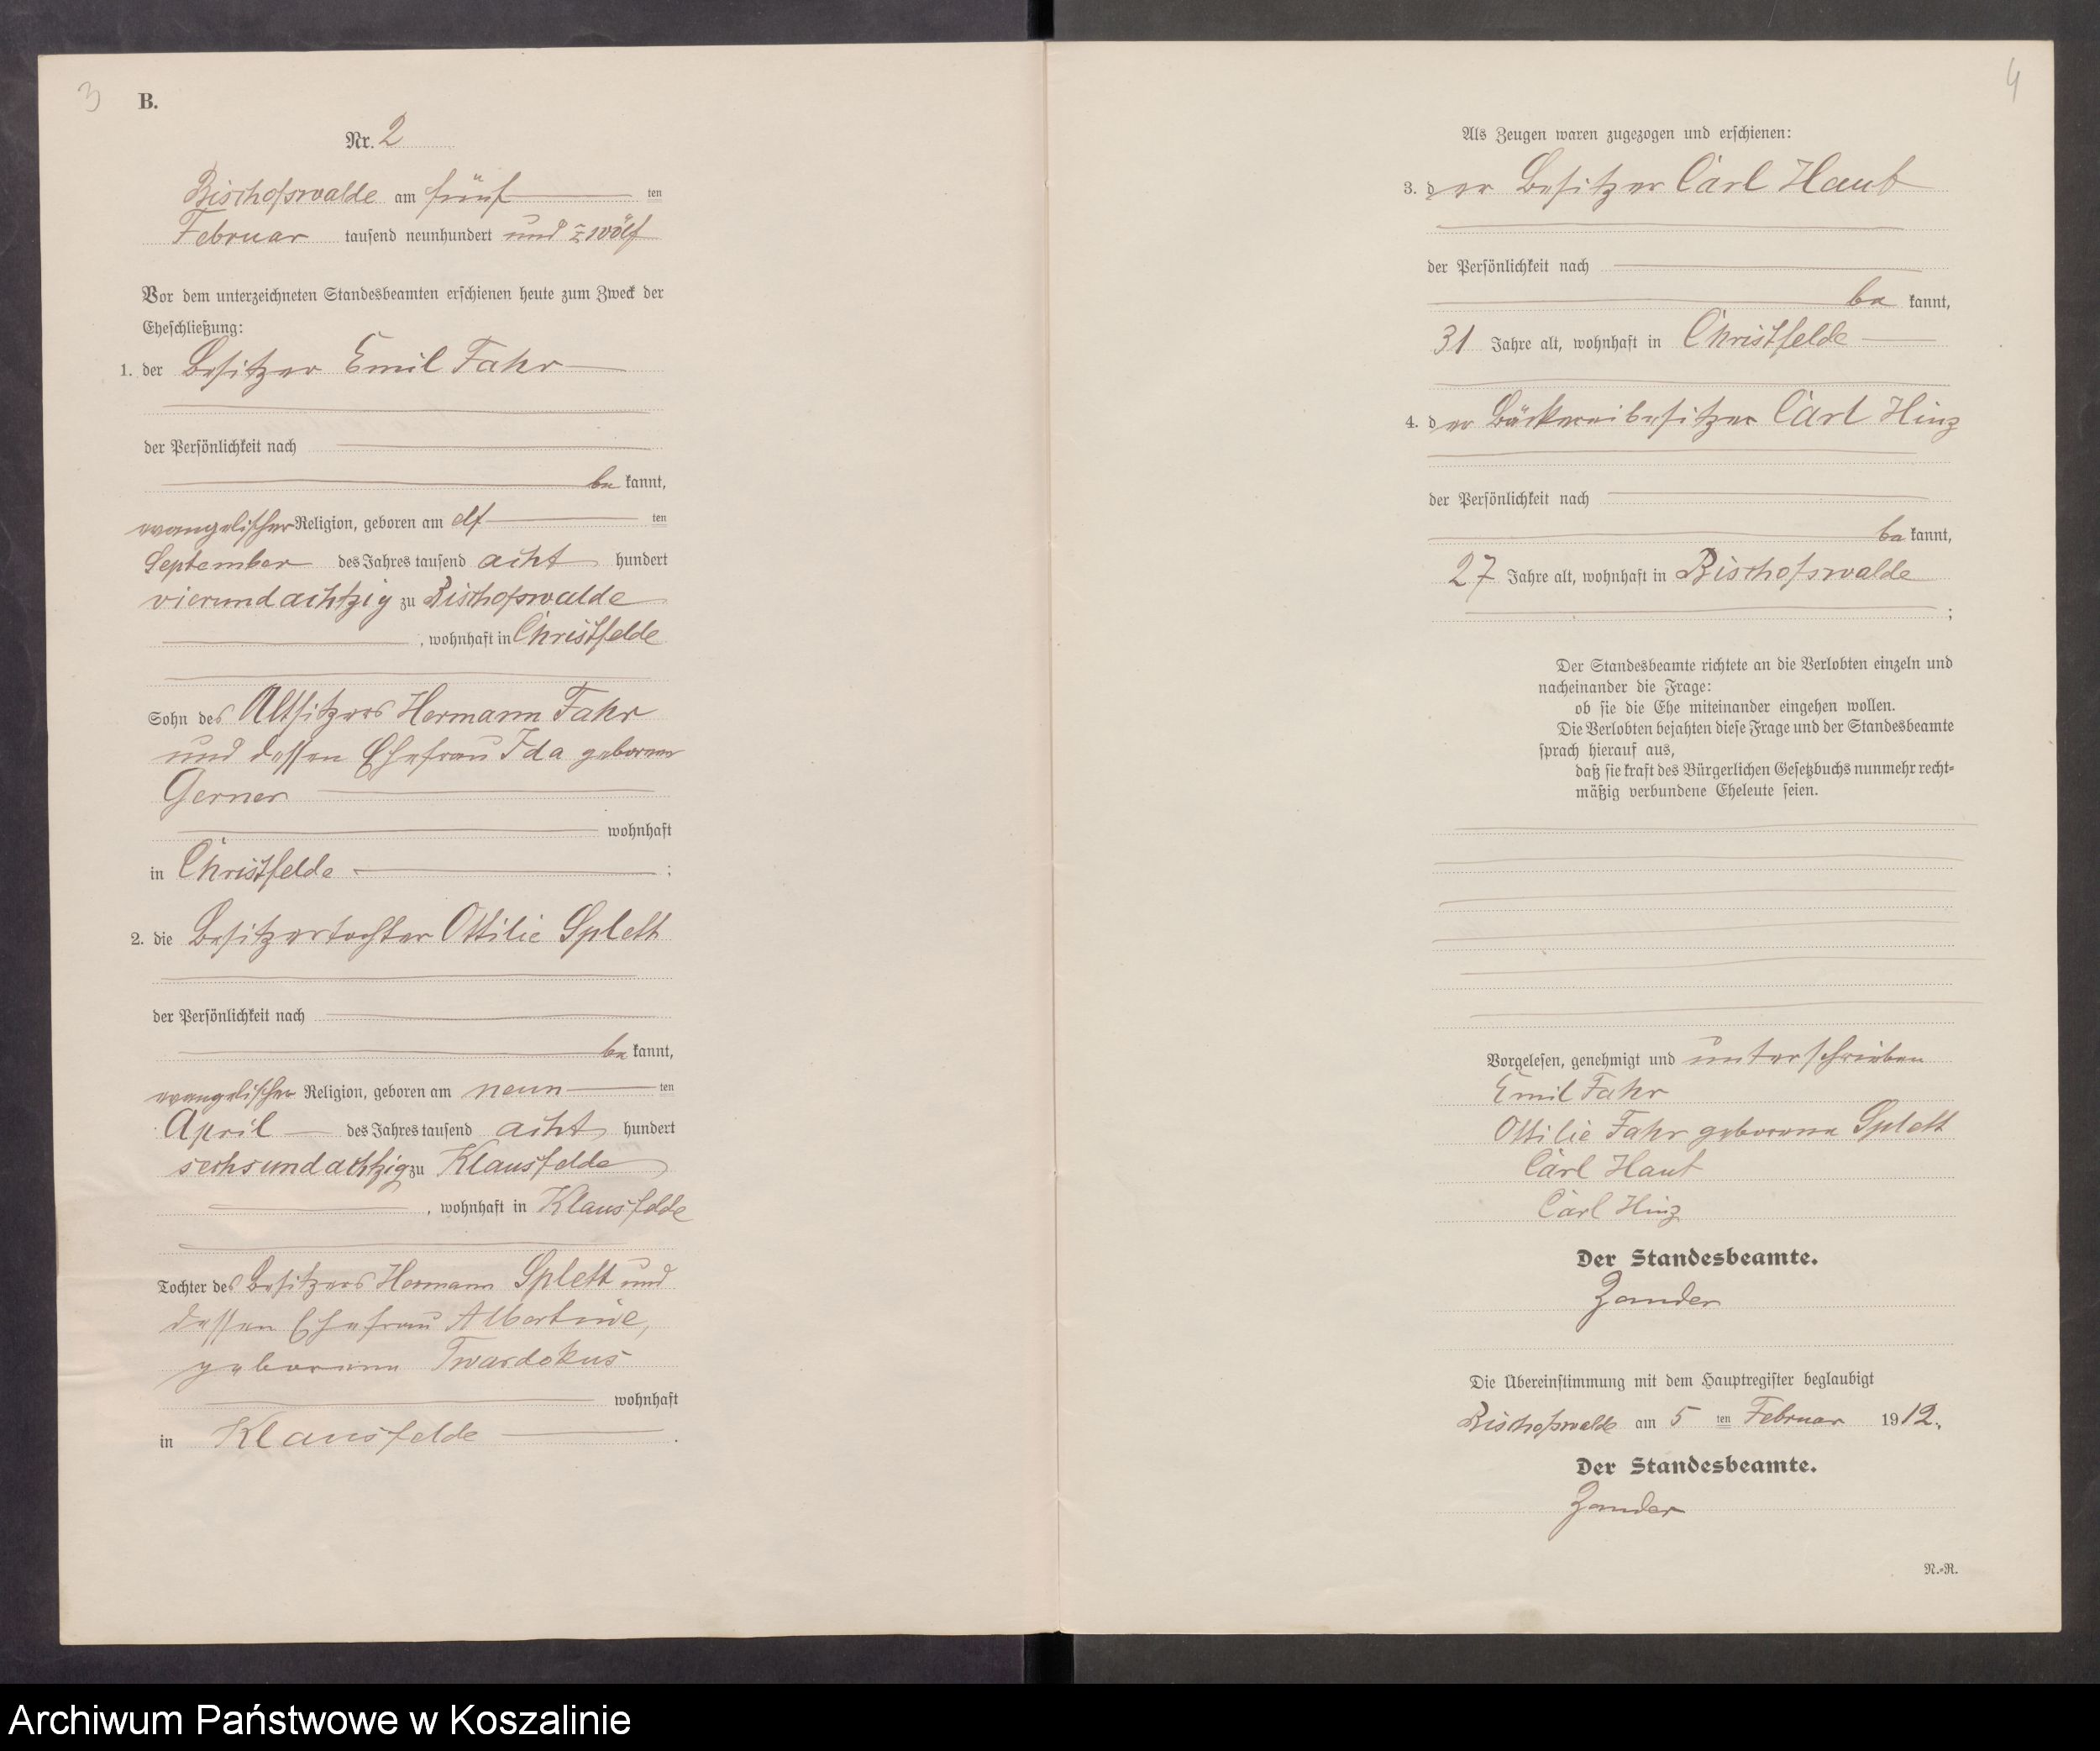 3
B.
Nr. 2
Bischofswalde am fünf ten
Februar tausend neunhundert und zwölf
Vor dem unterzeichneten Standesbeamten erschienen heute zum Zweck der
Eheschließung:
1. der Besitzer Emil Fahr
der Persönlichkeit nach
be kannt,
evangelischer Religion, geboren am elf ten
September des Jahres tausend acht hundert
vierundachtzig zu Bischofswalde
, wohnhaft in Christfelde
Sohn des Altsitzers Hermann Fahr
und dessen Ehefrau Ida geborene
Gerner
wohnhaft
in Christfelde ;
2. die Besitzertochter Ottilie Splett
der Persönlichkeit nach
be kannt,
evangelischer Religion, geboren am neun ten
April des Jahres tausend acht hundert
sechsundachtzig zu Klausfelde
, wohnhaft in Klausfelde
Tochter des Besitzers Hermann Splett und
dessen Ehefrau Albertine,
geborene Twardokus
wohnhaft
in Klausfelde .
4
Als Zeugen waren zugezogen und erschienen:
3. der Besitzer Carl Haut
der Persönlichkeit nach
be kannt,
31 Jahre alt, wohnhaft in Christfelde
4. der Bäckereibesitzer Carl Hinz
der Persönlichkeit nach
be kannt,
27 Jahre alt, wohnhaft in Bischofswalde
;
Der Standesbeamte richtete an die Verlobten einzeln und
nacheinander die Frage:
ob sie die Ehe miteinander eingehen wollen.
Die Verlobten bejahten diese Frage und der Standesbeamte
sprach hierauf aus,
daß sie kraft des Bürgerlichen Gesetzbuchs nunmehr recht-
mäßig verbundene Eheleute seien.
Vorgelesen, genehmigt und unterschrieben
Emil Fahr
Ottilie Fahr geborene Splett
Carl Haut
Carl Hinz
Der Standesbeamte.
Zander
Die Übereinstimmung mit dem Hauptregister beglaubigt
Bischofswalde am 5 ten Februar 1912.
Der Standesbeamte.
Zander
N.-R.
Archiwum Państwowe w Koszalinie